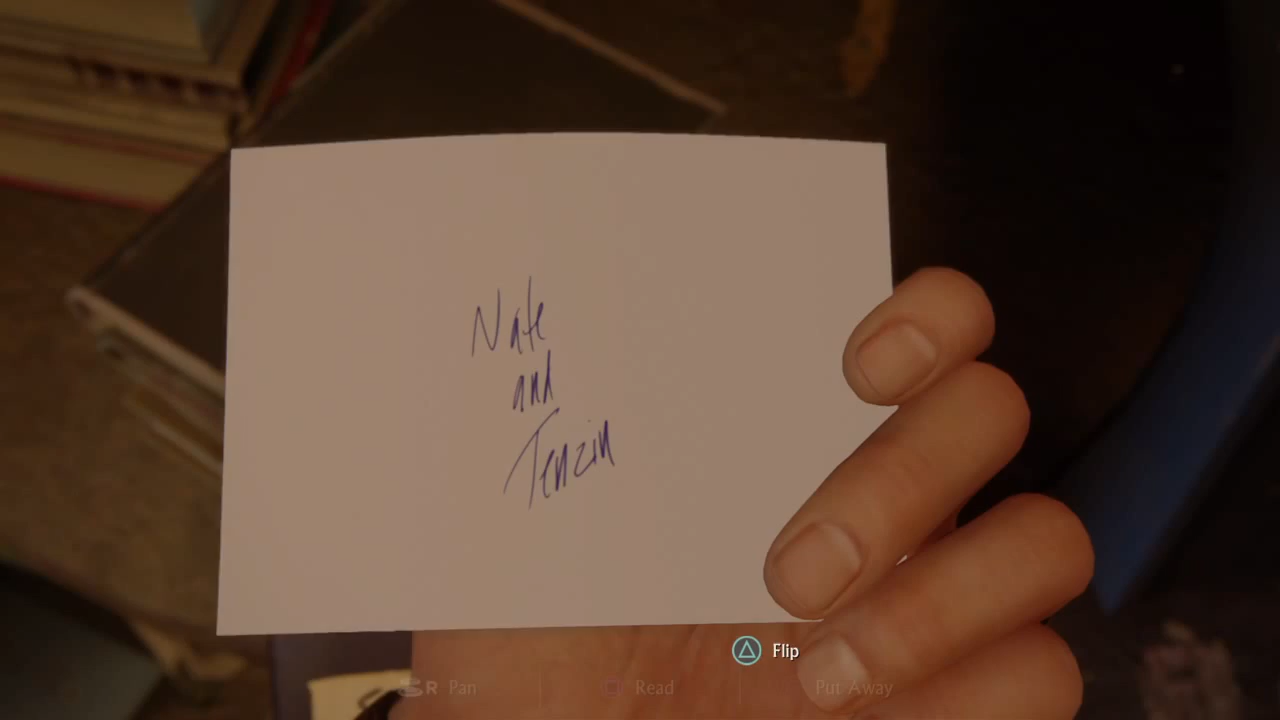 Nate
and
Tenzin
Flip
R Pan
Read
Put Away